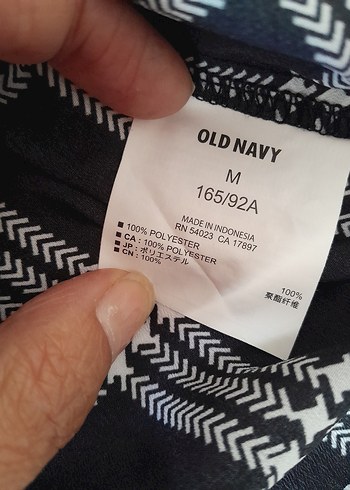 OLD NAVY
M
165/92A
MADE IN INDONESIA
RN 54023 CA 17897
■ 100% POLYESTER
■ CA : 100% POLYESTER
■ JP : ポリエステル
■ CN : 100%
100%
聚酯纤维